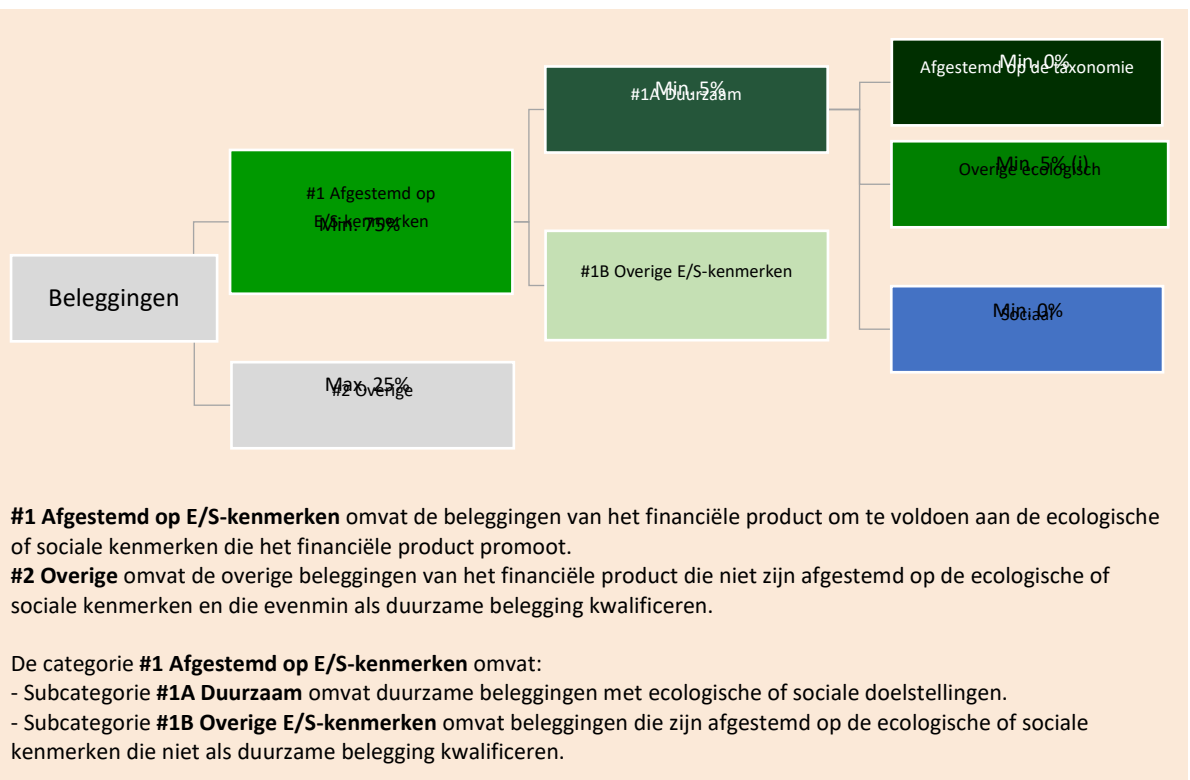 Beleggingen
#1 Afgestemd op
E/S-kenmerken
Min. 75%
Max. 25%
#2 Overige
Min. 5%
#1A Duurzaam
#1B Overige E/S-kenmerken
Min. 0%
Afgestemd op de taxonomie
Min. 5% (i)
Overige ecologisch
Min. 0%
Sociaal
#1 Afgestemd op E/S-kenmerken omvat de beleggingen van het financiële product om te voldoen aan de ecologische
of sociale kenmerken die het financiële product promoot.
#2 Overige omvat de overige beleggingen van het financiële product die niet zijn afgestemd op de ecologische of
sociale kenmerken en die evenmin als duurzame belegging kwalificeren.
De categorie #1 Afgestemd op E/S-kenmerken omvat:
- Subcategorie #1A Duurzaam omvat duurzame beleggingen met ecologische of sociale doelstellingen.
- Subcategorie #1B Overige E/S-kenmerken omvat beleggingen die zijn afgestemd op de ecologische of sociale
kenmerken die niet als duurzame belegging kwalificeren.